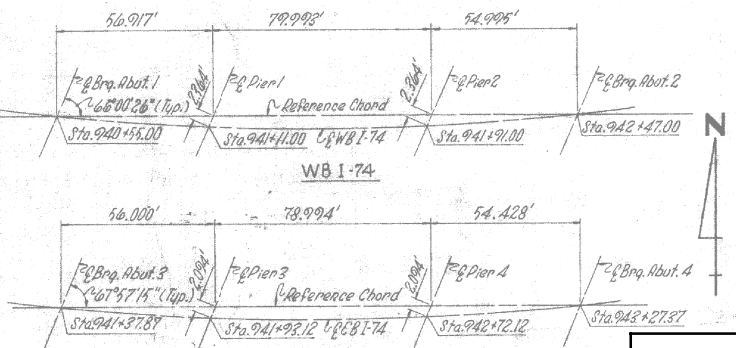 56.917' 79.993' 54.995'
℄ Brg. Abut. 1 ℄ Pier 1 ℄ Pier 2 ℄ Brg. Abut. 2
66°00'26" (Typ.) 2.364' Reference Chord 2.364'
Sta. 940+55.00 Sta. 941+11.00 ℄ WB I-74 Sta. 941+91.00 Sta. 942+47.00
N
WB I-74
56.000' 78.994' 54.428'
℄ Brg. Abut. 3 ℄ Pier 3 ℄ Pier 4 ℄ Brg. Abut. 4
67°57'15" (Typ.) 2.094' Reference Chord 2.094'
Sta. 941+37.87 Sta. 941+93.12 ℄ EB I-74 Sta. 942+72.12 Sta. 943+27.37